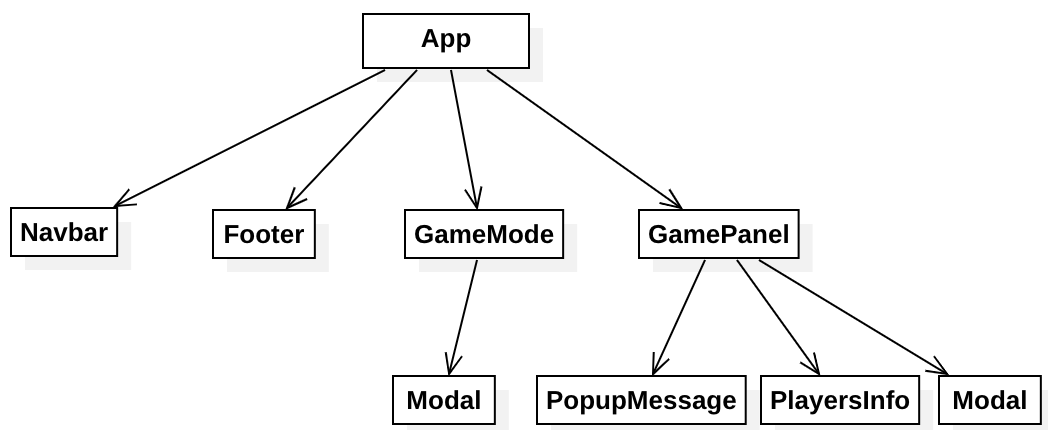 App
Navbar
Footer
GameMode
GamePanel
Modal
PopupMessage
PlayersInfo
Modal